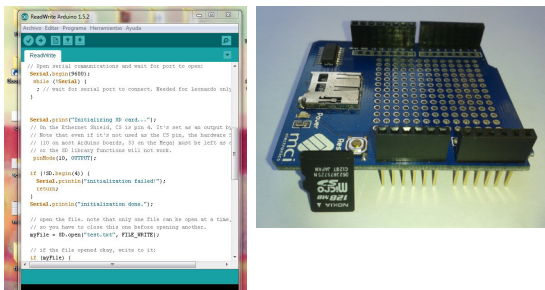 ReadWrite Arduino 1.5.2
Archivo Editar Programa Herramientas Ayuda
ReadWrite
// Open serial communications and wait for port to open:
Serial.begin(9600);
while (!Serial) {
; // wait for serial port to connect. Needed for Leonardo only
}
Serial.print("Initializing SD card...");
// On the Ethernet Shield, CS is pin 4. It's set as an output
// Note that even if it's not used as the CS pin, the hardware
// (10 on most Arduino boards, 53 on the Mega) must be left as
// or the SD library functions will not work.
pinMode(10, OUTPUT);
if (!SD.begin(4)) {
Serial.println("initialization failed!");
return;
}
Serial.println("initialization done.");
// open the file. note that only one file can be open at a time,
// so you have to close this one before opening another.
myFile = SD.open("test.txt", FILE_WRITE);
// if the file opened okay, write to it:
if (myFile) {
Power
mci
NOKIA
128 MB
micro